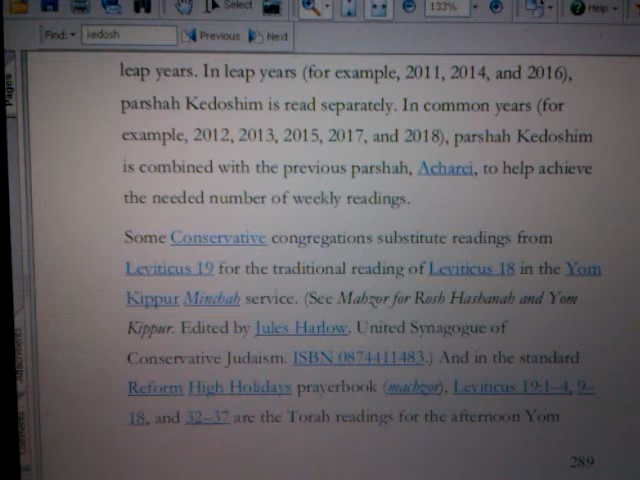 Select
133%
Help
Find:
kedosh
Previous
Next
Pages
leap years. In leap years (for example, 2011, 2014, and 2016),
parshah Kedoshim is read separately. In common years (for
example, 2012, 2013, 2015, 2017, and 2018), parshah Kedoshim
is combined with the previous parshah, Acharei, to help achieve
the needed number of weekly readings.
Some Conservative congregations substitute readings from
Leviticus 19 for the traditional reading of Leviticus 18 in the Yom
Kippur Minchah service. (See Mahzor for Rosh Hashanah and Yom
Kippur. Edited by Jules Harlow. United Synagogue of
Conservative Judaism. ISBN 0874411483.) And in the standard
Reform High Holidays prayerbook (machzor), Leviticus 19:1–4, 9–
18, and 32–37 are the Torah readings for the afternoon Yom
289
Attachments
Comments